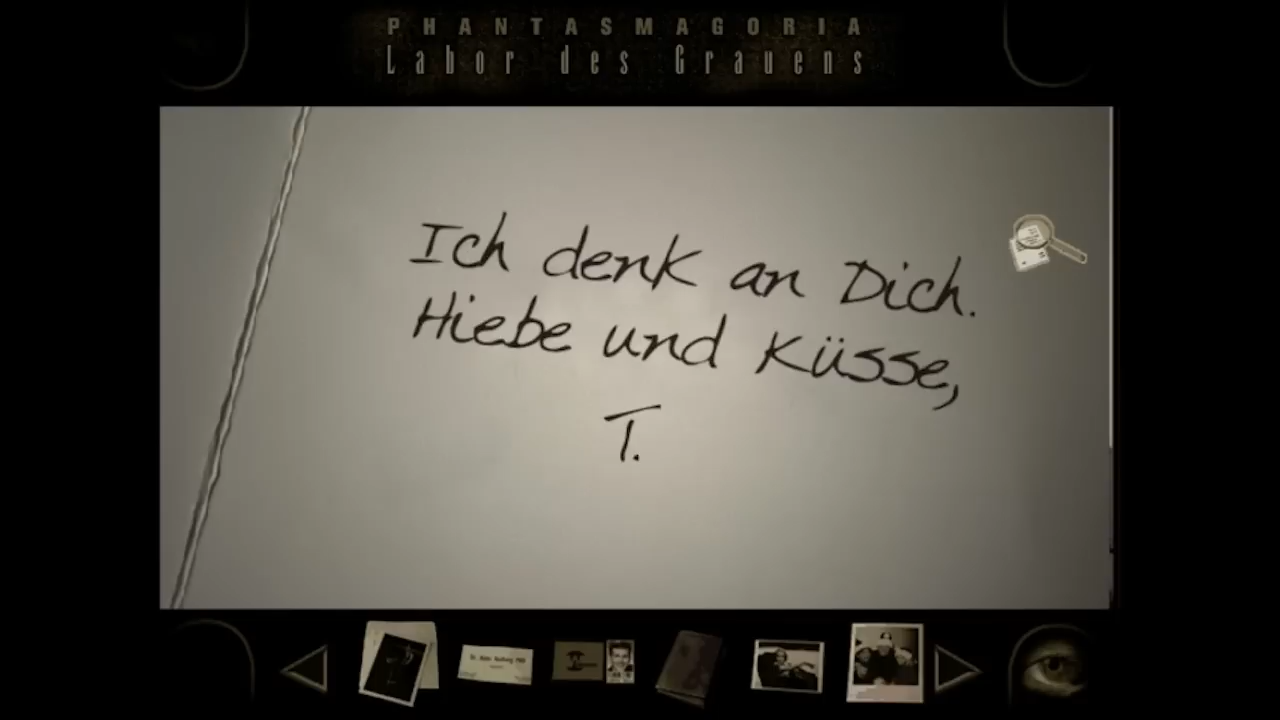 PHANTASMAGORIA
Labor des Grauens
Ich denk an Dich.
Hiebe und Küsse,
T.